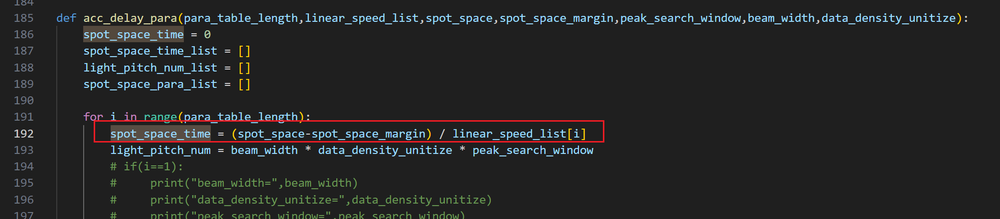 184
185 def acc_delay_para(para_table_length,linear_speed_list,spot_space,spot_space_margin,peak_search_window,beam_width,data_density_unitize):
186 spot_space_time = 0
187 spot_space_time_list = []
188 light_pitch_num_list = []
189 spot_space_para_list = []
190
191 for i in range(para_table_length):
192 spot_space_time = (spot_space-spot_space_margin) / linear_speed_list[i]
193 light_pitch_num = beam_width * data_density_unitize * peak_search_window
194 # if(i==1):
195 # print("beam_width=",beam_width)
196 # print("data_density_unitize=",data_density_unitize)
197 # print("peak_search_window=",peak_search_window)